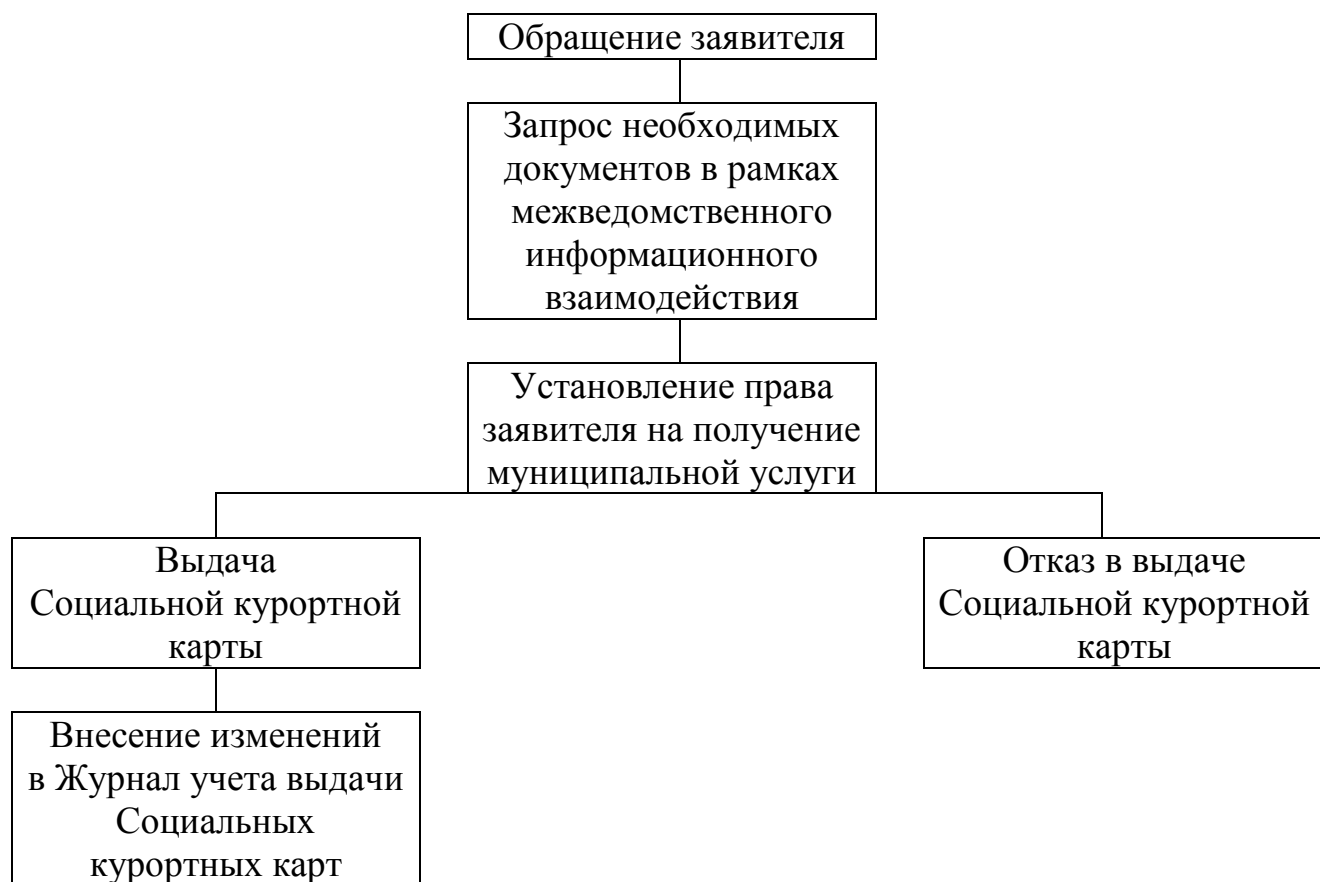 Обращение заявителя
Запрос необходимых
документов в рамках
межведомственного
информационного
взаимодействия
Установление права
заявителя на получение
муниципальной услуги
Выдача
Социальной курортной
карты
Отказ в выдаче
Социальной курортной
карты
Внесение изменений
в Журнал учета выдачи
Социальных
курортных карт